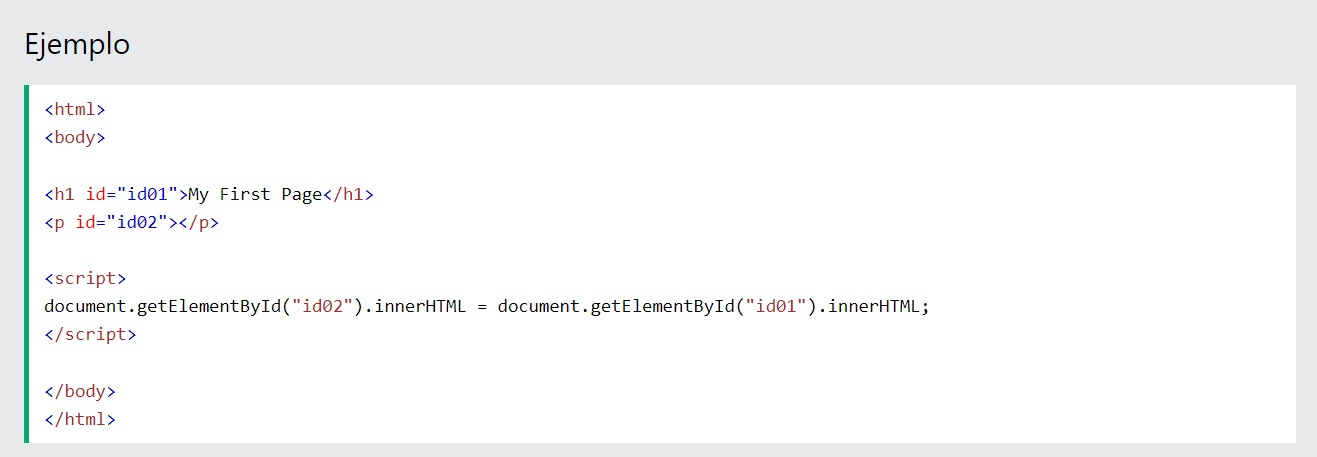 Ejemplo
<html>
<body>
<h1 id="id01">My First Page</h1>
<p id="id02"></p>
<script>
document.getElementById("id02").innerHTML = document.getElementById("id01").innerHTML;
</script>
</body>
</html>